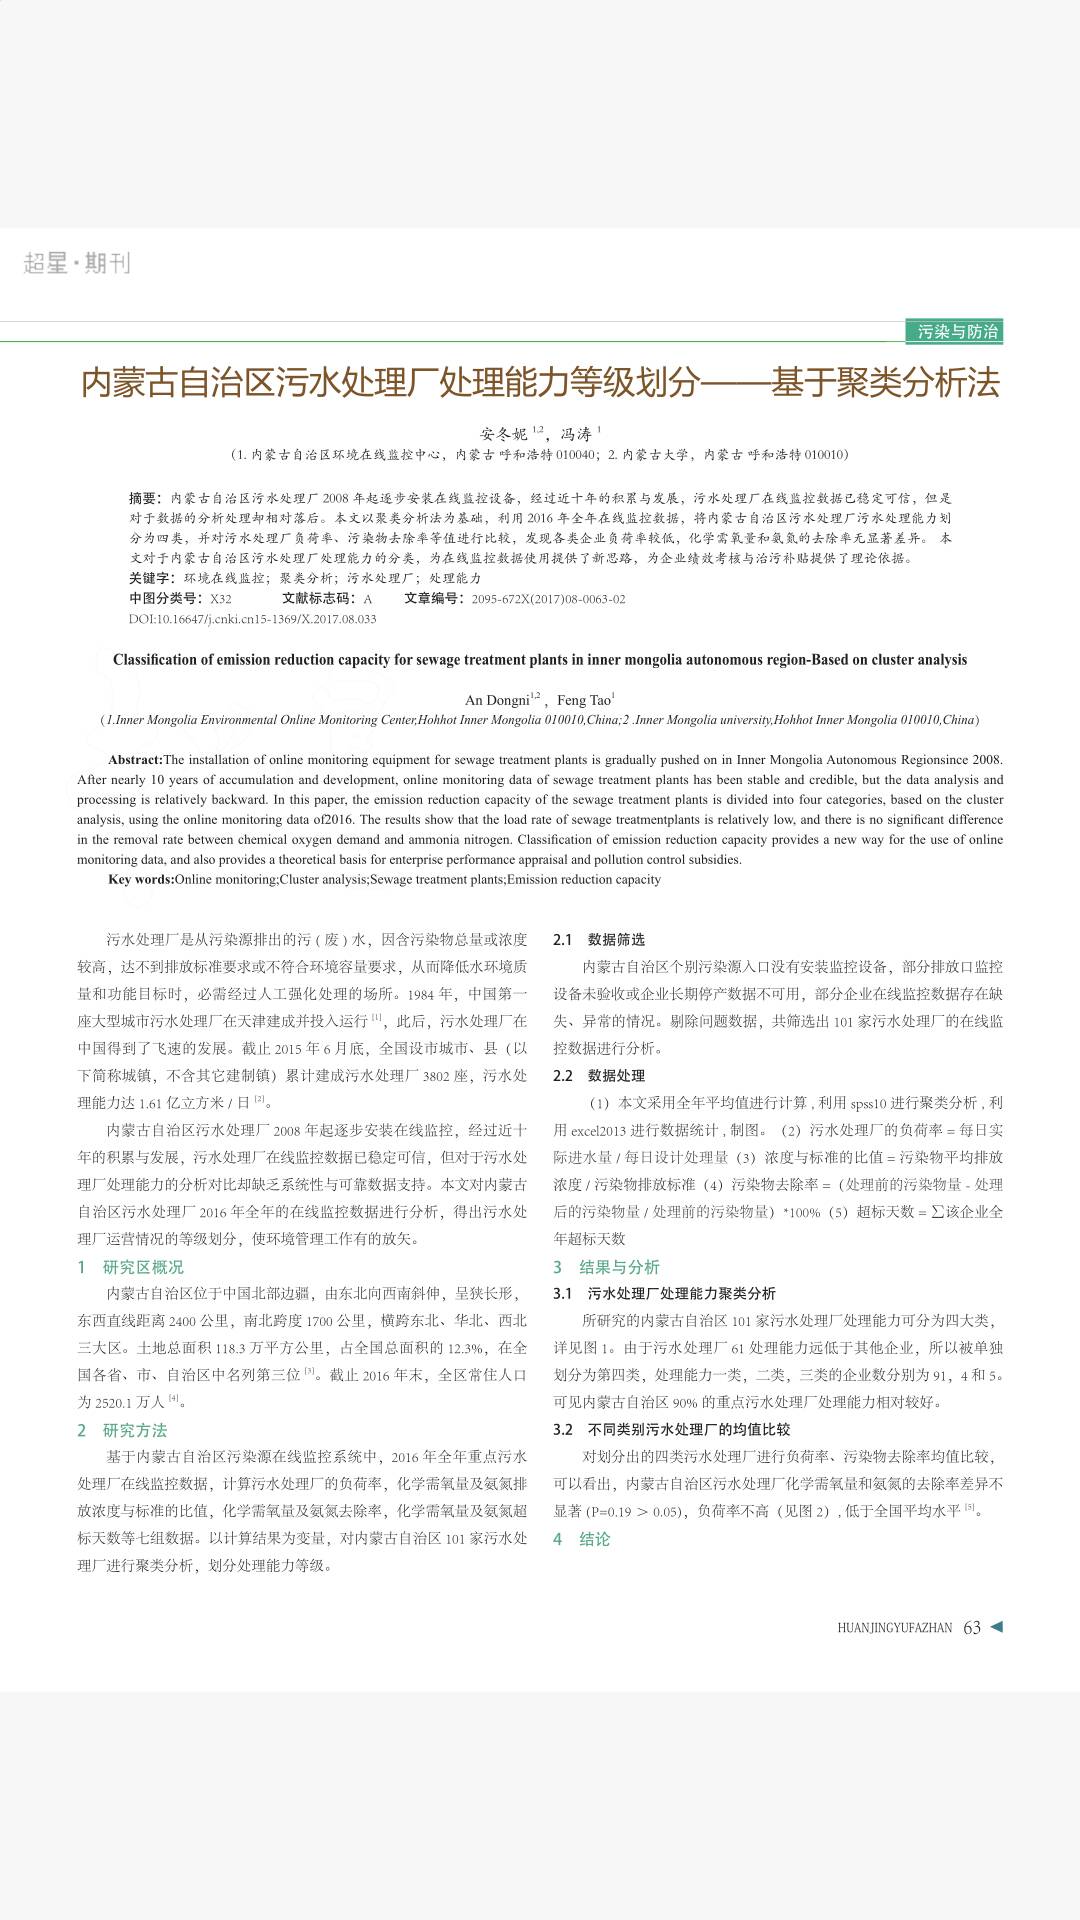 超星·期刊
污染与防治
内蒙古自治区污水处理厂处理能力等级划分——基于聚类分析法
安冬妮 1,2，冯涛 1
（1. 内蒙古自治区环境在线监控中心，内蒙古 呼和浩特 010040；2. 内蒙古大学，内蒙古 呼和浩特 010010）
摘要：内蒙古自治区污水处理厂 2008 年起逐步安装在线监控设备，经过近十年的积累与发展，污水处理厂在线监控数据已稳定可信，但是
对于数据的分析处理却相对落后。本文以聚类分析法为基础，利用 2016 年全年在线监控数据，将内蒙古自治区污水处理厂污水处理能力划
分为四类，并对污水处理厂负荷率、污染物去除率等值进行比较，发现各类企业负荷率较低，化学需氧量和氨氮的去除率无显著差异。 本
文对于内蒙古自治区污水处理厂处理能力的分类，为在线监控数据使用提供了新思路，为企业绩效考核与治污补贴提供了理论依据。
关键字：环境在线监控；聚类分析；污水处理厂；处理能力
中图分类号：X32 文献标志码：A 文章编号：2095-672X(2017)08-0063-02
DOI:10.16647/j.cnki.cn15-1369/X.2017.08.033
Classification of emission reduction capacity for sewage treatment plants in inner mongolia autonomous region-Based on cluster analysis
An Dongni1,2 ，Feng Tao1
（1.Inner Mongolia Environmental Online Monitoring Center,Hohhot Inner Mongolia 010010,China;2 .Inner Mongolia university,Hohhot Inner Mongolia 010010,China）
Abstract:The installation of online monitoring equipment for sewage treatment plants is gradually pushed on in Inner Mongolia Autonomous Regionsince 2008.
After nearly 10 years of accumulation and development, online monitoring data of sewage treatment plants has been stable and credible, but the data analysis and
processing is relatively backward. In this paper, the emission reduction capacity of the sewage treatment plants is divided into four categories, based on the cluster
analysis, using the online monitoring data of2016. The results show that the load rate of sewage treatmentplants is relatively low, and there is no significant difference
in the removal rate between chemical oxygen demand and ammonia nitrogen. Classification of emission reduction capacity provides a new way for the use of online
monitoring data, and also provides a theoretical basis for enterprise performance appraisal and pollution control subsidies.
Key words:Online monitoring;Cluster analysis;Sewage treatment plants;Emission reduction capacity
污水处理厂是从污染源排出的污 ( 废 ) 水，因含污染物总量或浓度
较高，达不到排放标准要求或不符合环境容量要求，从而降低水环境质
量和功能目标时，必需经过人工强化处理的场所。1984 年，中国第一
座大型城市污水处理厂在天津建成并投入运行 [1]，此后，污水处理厂在
中国得到了飞速的发展。截止 2015 年 6 月底，全国设市城市、县（以
下简称城镇，不含其它建制镇）累计建成污水处理厂 3802 座，污水处
理能力达 1.61 亿立方米 / 日 [2]。
内蒙古自治区污水处理厂 2008 年起逐步安装在线监控，经过近十
年的积累与发展，污水处理厂在线监控数据已稳定可信，但对于污水处
理厂处理能力的分析对比却缺乏系统性与可靠数据支持。本文对内蒙古
自治区污水处理厂 2016 年全年的在线监控数据进行分析，得出污水处
理厂运营情况的等级划分，使环境管理工作有的放矢。
1 研究区概况
内蒙古自治区位于中国北部边疆，由东北向西南斜伸，呈狭长形，
东西直线距离 2400 公里，南北跨度 1700 公里，横跨东北、华北、西北
三大区。土地总面积 118.3 万平方公里，占全国总面积的 12.3%，在全
国各省、市、自治区中名列第三位 [3]。截止 2016 年末，全区常住人口
为 2520.1 万人 [4]。
2 研究方法
基于内蒙古自治区污染源在线监控系统中，2016 年全年重点污水
处理厂在线监控数据，计算污水处理厂的负荷率，化学需氧量及氨氮排
放浓度与标准的比值，化学需氧量及氨氮去除率，化学需氧量及氨氮超
标天数等七组数据。以计算结果为变量，对内蒙古自治区 101 家污水处
理厂进行聚类分析，划分处理能力等级。
2.1 数据筛选
内蒙古自治区个别污染源入口没有安装监控设备，部分排放口监控
设备未验收或企业长期停产数据不可用，部分企业在线监控数据存在缺
失、异常的情况。剔除问题数据，共筛选出 101 家污水处理厂的在线监
控数据进行分析。
2.2 数据处理
（1）本文采用全年平均值进行计算 , 利用 spss10 进行聚类分析 , 利
用 excel2013 进行数据统计 , 制图。（2）污水处理厂的负荷率 = 每日实
际进水量 / 每日设计处理量（3）浓度与标准的比值 = 污染物平均排放
浓度 / 污染物排放标准（4）污染物去除率 =（处理前的污染物量 - 处理
后的污染物量 / 处理前的污染物量）*100%（5）超标天数 = ∑该企业全
年超标天数
3 结果与分析
3.1 污水处理厂处理能力聚类分析
所研究的内蒙古自治区 101 家污水处理厂处理能力可分为四大类，
详见图 1。由于污水处理厂 61 处理能力远低于其他企业，所以被单独
划分为第四类，处理能力一类，二类，三类的企业数分别为 91，4 和 5。
可见内蒙古自治区 90% 的重点污水处理厂处理能力相对较好。
3.2 不同类别污水处理厂的均值比较
对划分出的四类污水处理厂进行负荷率、污染物去除率均值比较，
可以看出，内蒙古自治区污水处理厂化学需氧量和氨氮的去除率差异不
显著 (P=0.19 ＞ 0.05)，负荷率不高（见图 2）, 低于全国平均水平 [5]。
4 结论
HUANJINGYUFAZHAN 63